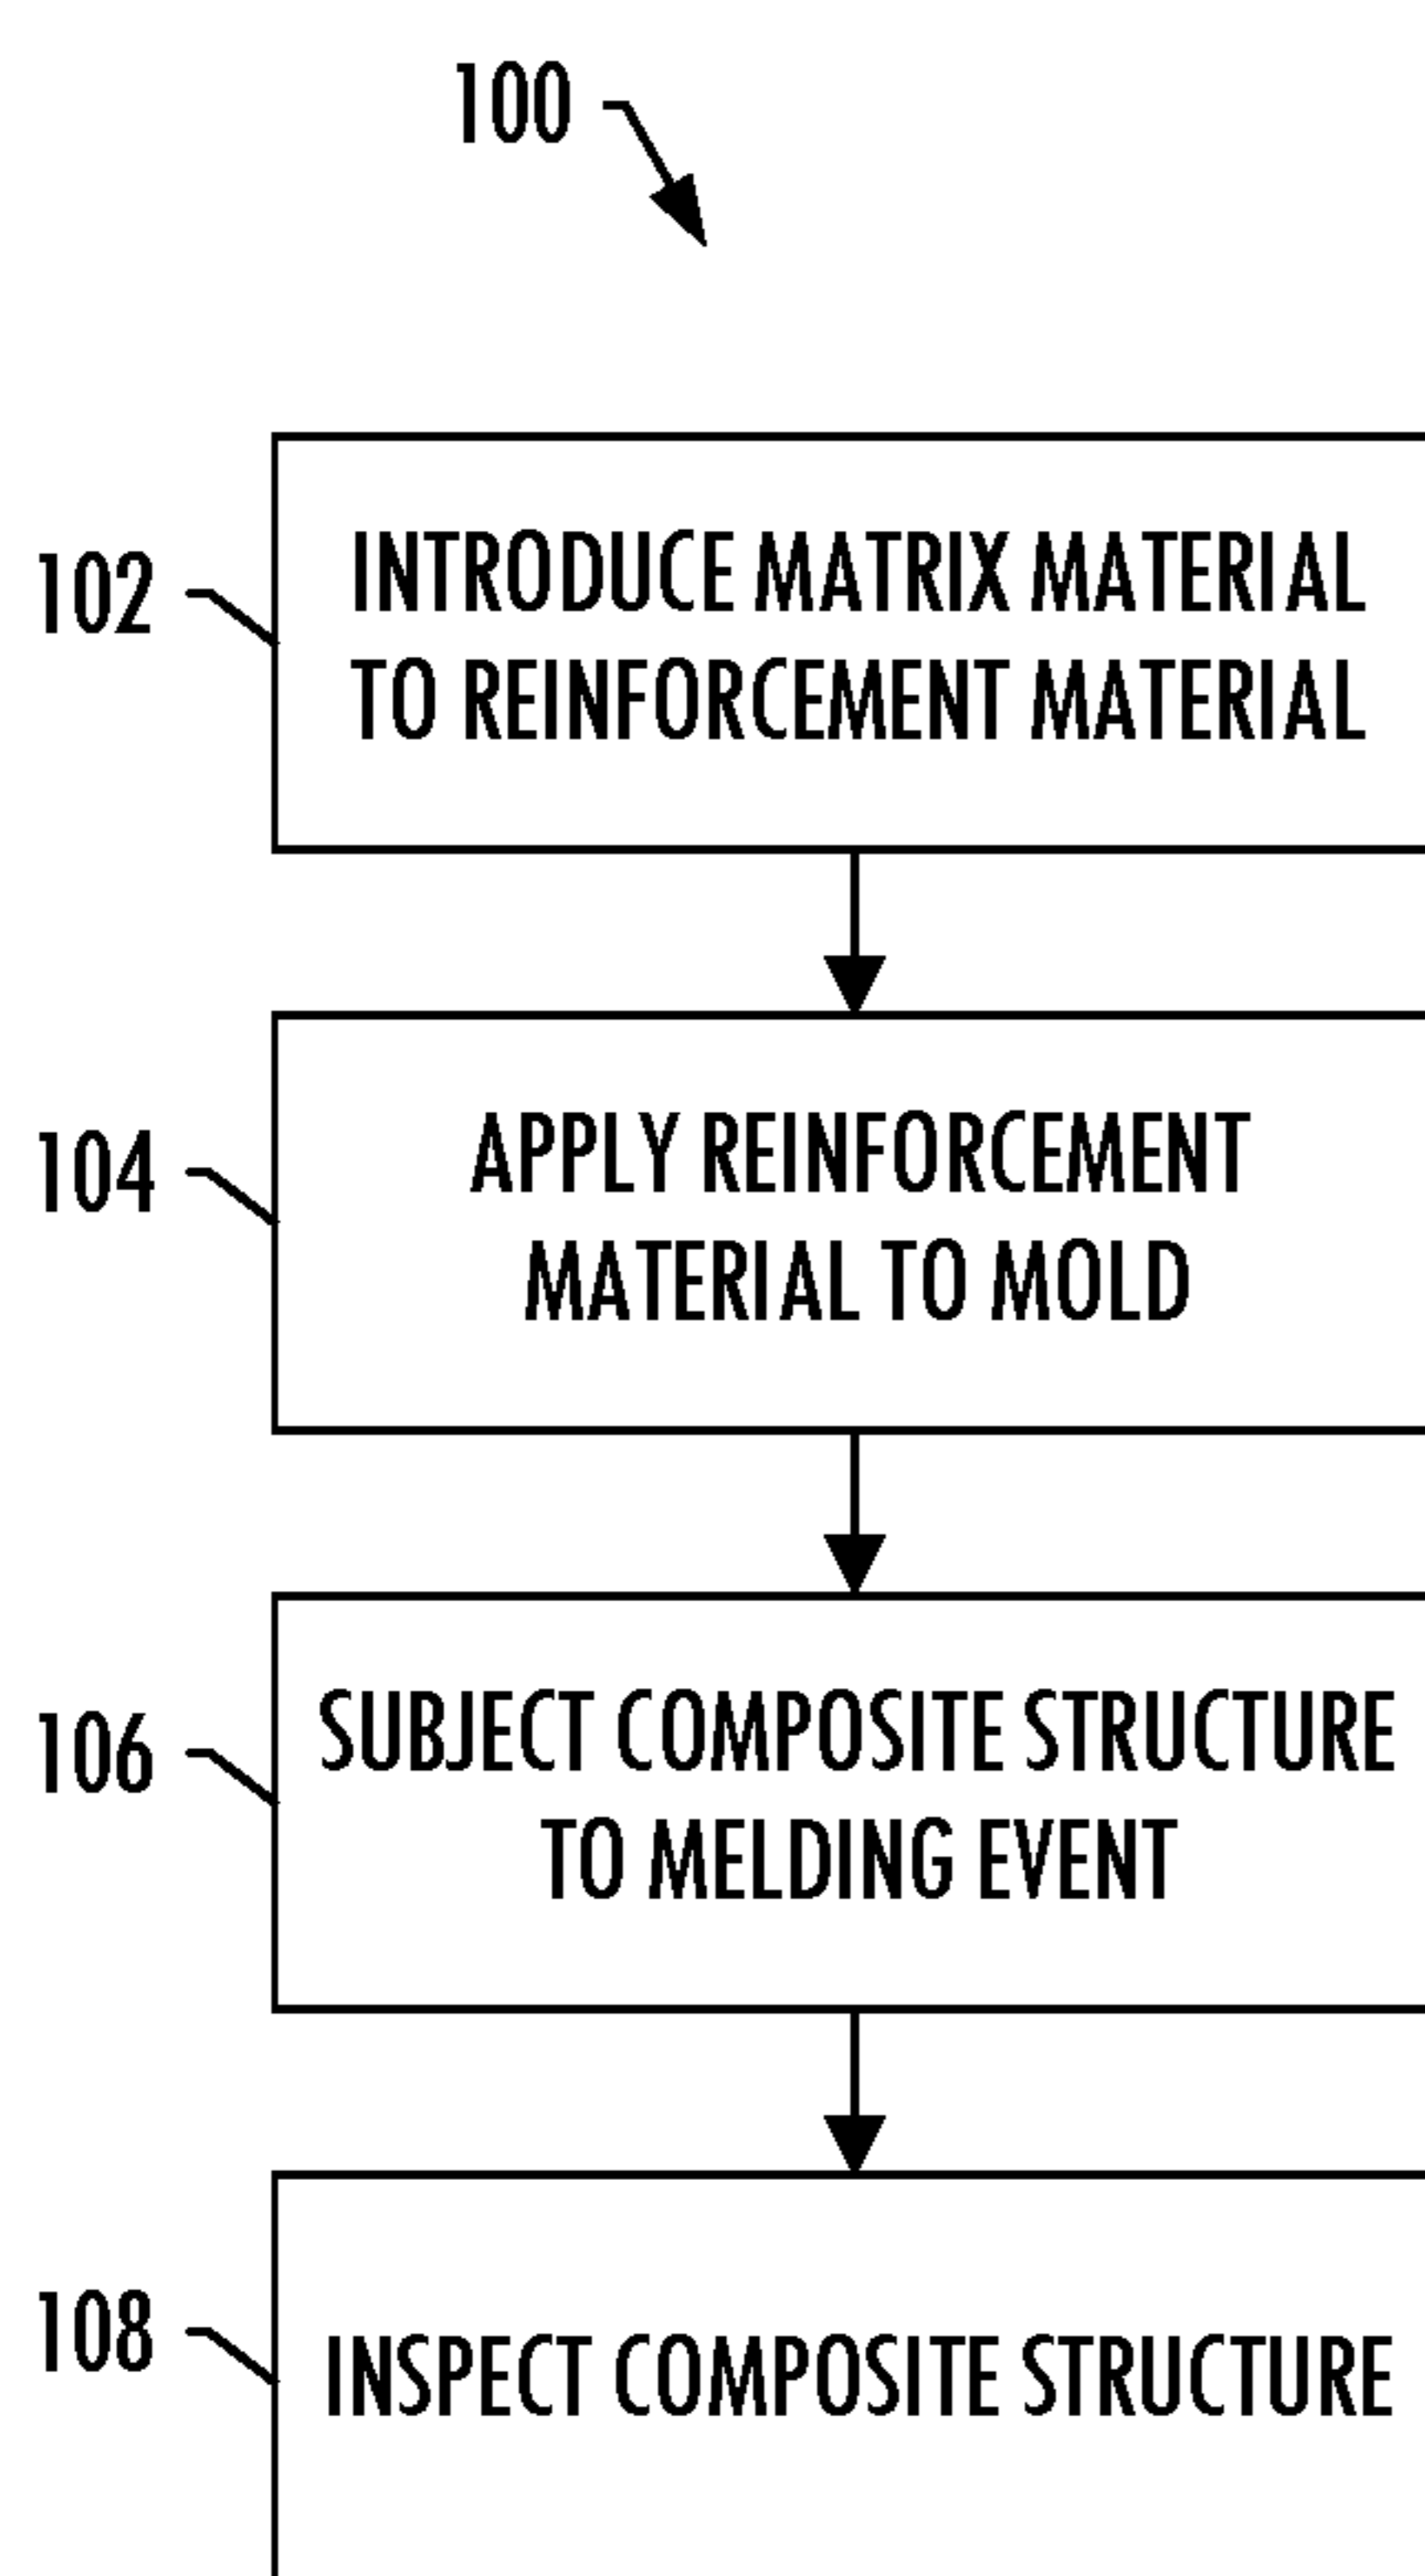 100
102
INTRODUCE MATRIX MATERIAL
TO REINFORCEMENT MATERIAL
104
APPLY REINFORCEMENT
MATERIAL TO MOLD
106
SUBJECT COMPOSITE STRUCTURE
TO MELDING EVENT
108
INSPECT COMPOSITE STRUCTURE